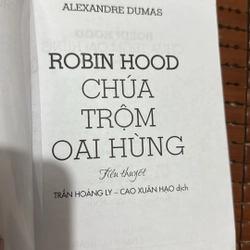 ALEXANDRE DUMAS
ROBIN HOOD
CHÚA
TRỘM
OAI HÙNG
Tiểu thuyết
TRẦN HOÀNG LY – CAO XUÂN HẠO dịch